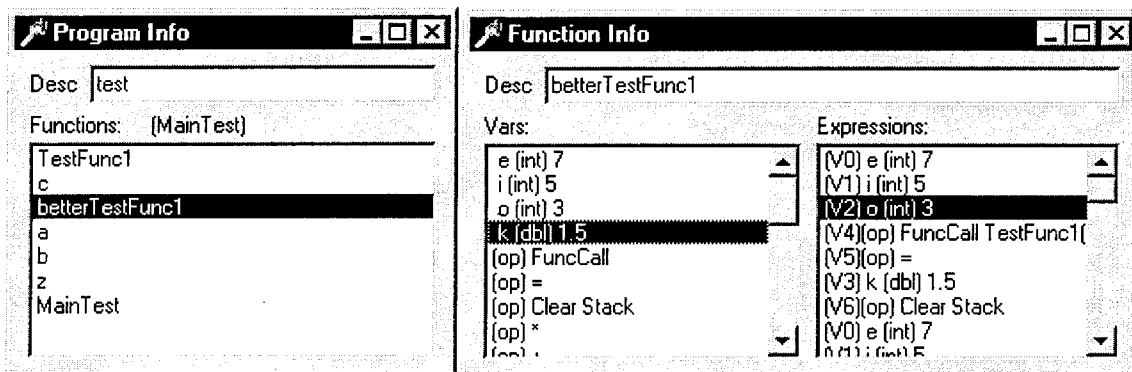 Program Info
Desc test
Functions: (MainTest)
TestFunc1
c
betterTestFunc1
a
b
z
MainTest
Function Info
Desc betterTestFunc1
Vars:
e (int) 7
i (int) 5
o (int) 3
k (dbl) 1.5
(op) FuncCall
(op) =
(op) Clear Stack
(op) *
Expressions:
(V0) e (int) 7
(V1) i (int) 5
(V2) o (int) 3
(V4)(op) FuncCall TestFunc1(
(V5)(op) =
(V3) k (dbl) 1.5
(V6)(op) Clear Stack
(V0) e (int) 7
(V1) i (int) 5